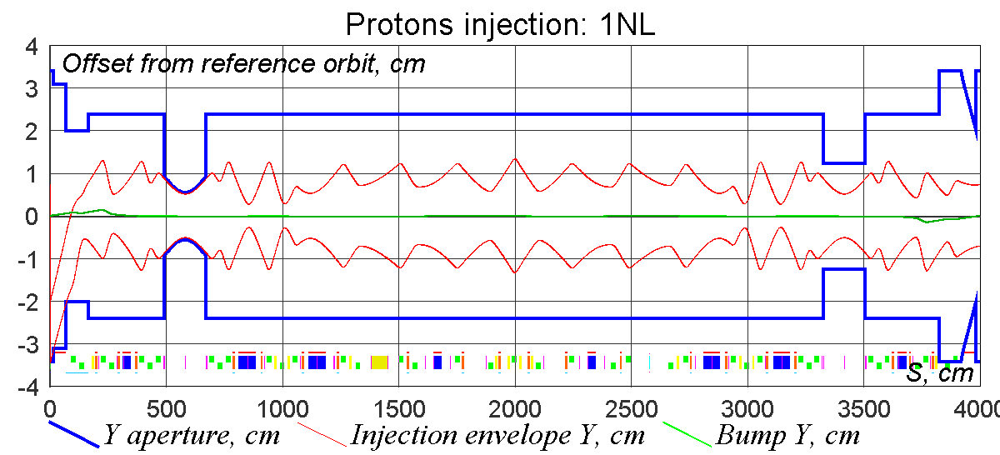 Protons injection: 1NL
Offset from reference orbit, cm
4
3
2
1
0
-1
-2
-3
-4
S, cm
0 500 1000 1500 2000 2500 3000 3500 4000
Y aperture, cm Injection envelope Y, cm Bump Y, cm